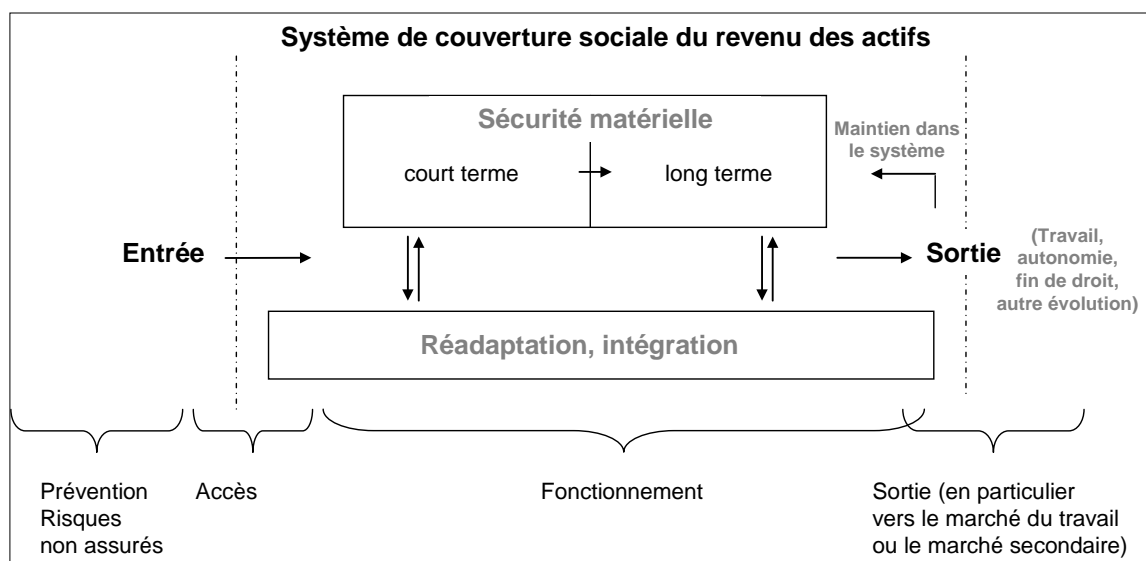 Système de couverture sociale du revenu des actifs
Sécurité matérielle
court terme
long terme
Maintien dans
le système
Entrée
Sortie
(Travail,
autonomie,
fin de droit,
autre évolution)
Réadaptation, intégration
Prévention
Risques
non assurés
Accès
Fonctionnement
Sortie (en particulier
vers le marché du travail
ou le marché secondaire)